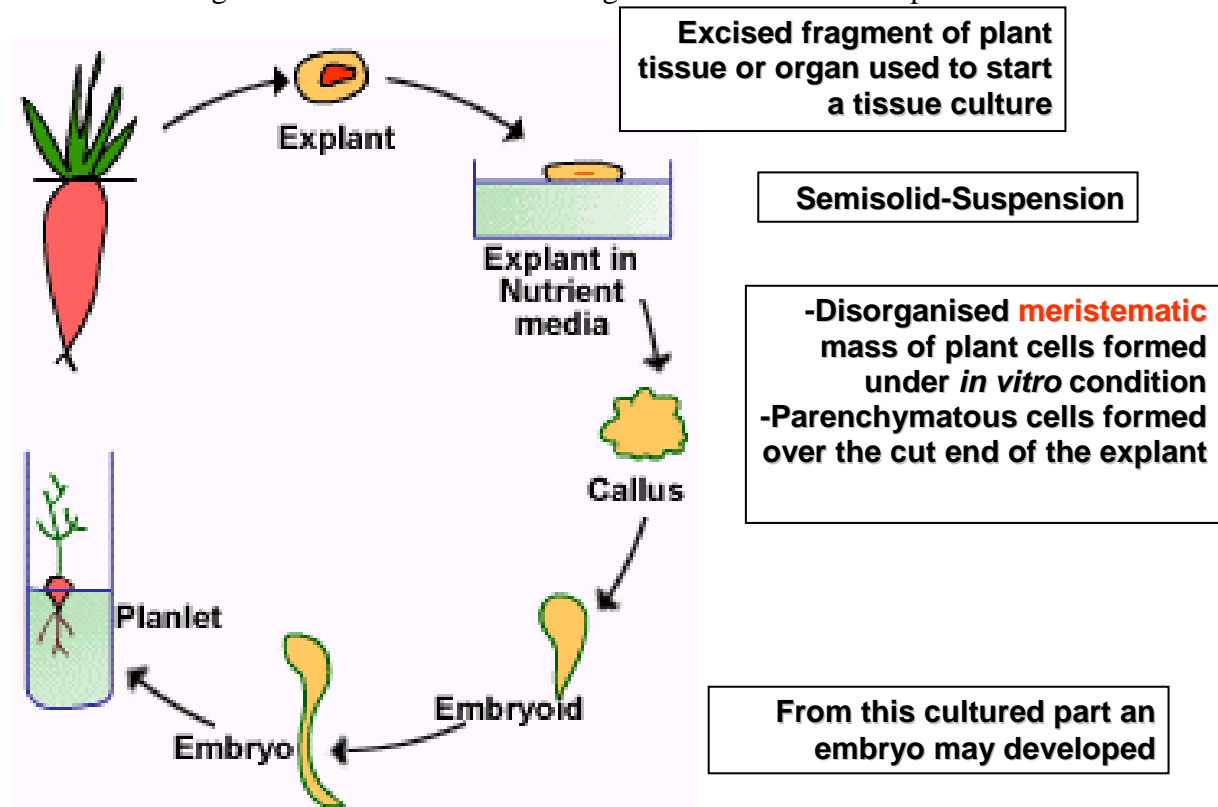 Excised fragment of plant
tissue or organ used to start
a tissue culture
Explant
Semisolid-Suspension
Explant in
Nutrient
media
-Disorganised meristematic
mass of plant cells formed
under in vitro condition
-Parenchymatous cells formed
over the cut end of the explant
Callus
Planlet
Embryoid
Embryo
From this cultured part an
embryo may developed